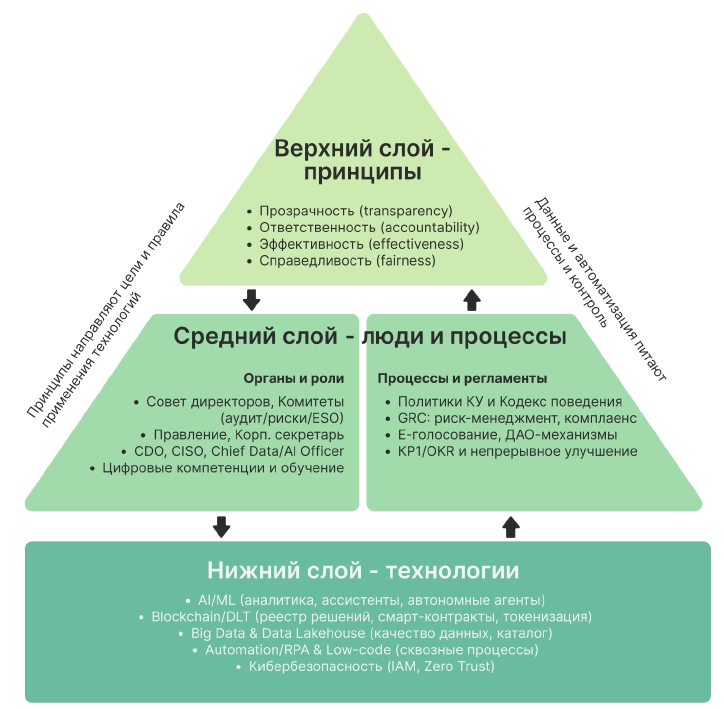 Верхний слой -
принципы
• Прозрачность (transparency)
• Ответственность (accountability)
• Эффективность (effectiveness)
• Справедливость (fairness)
Принципы направляют цели и правила
применения технологий
Данные и автоматизация питают
процессы и контроль
Средний слой - люди и процессы
Органы и роли
• Совет директоров, Комитеты
(аудит/риски/ESO)
• Правление, Корп. секретарь
• CDO, CISO, Chief Data/AI Officer
• Цифровые компетенции и обучение
Процессы и регламенты
• Политики КУ и Кодекс поведения
• GRC: риск-менеджмент, комплаенс
• Е-голосование, ДАО-механизмы
• КР1/OKR и непрерывное улучшение
Нижний слой - технологии
• AI/ML (аналитика, ассистенты, автономные агенты)
• Blockchain/DLT (реестр решений, смарт-контракты, токенизация)
• Big Data & Data Lakehouse (качество данных, каталог)
• Automation/RPA & Low-code (сквозные процессы)
• Кибербезопасность (IAM, Zero Trust)